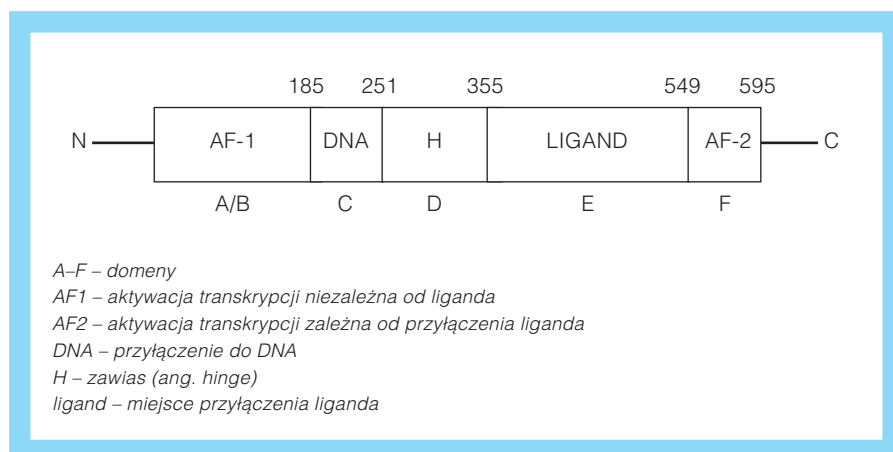 185 251 355 549 595
N AF-1 DNA H LIGAND AF-2 C
A/B C D E F
A–F – domeny
AF1 – aktywacja transkrypcji niezależna od liganda
AF2 – aktywacja transkrypcji zależna od przyłączenia liganda
DNA – przyłączenie do DNA
H – zawias (ang. hinge)
ligand – miejsce przyłączenia liganda